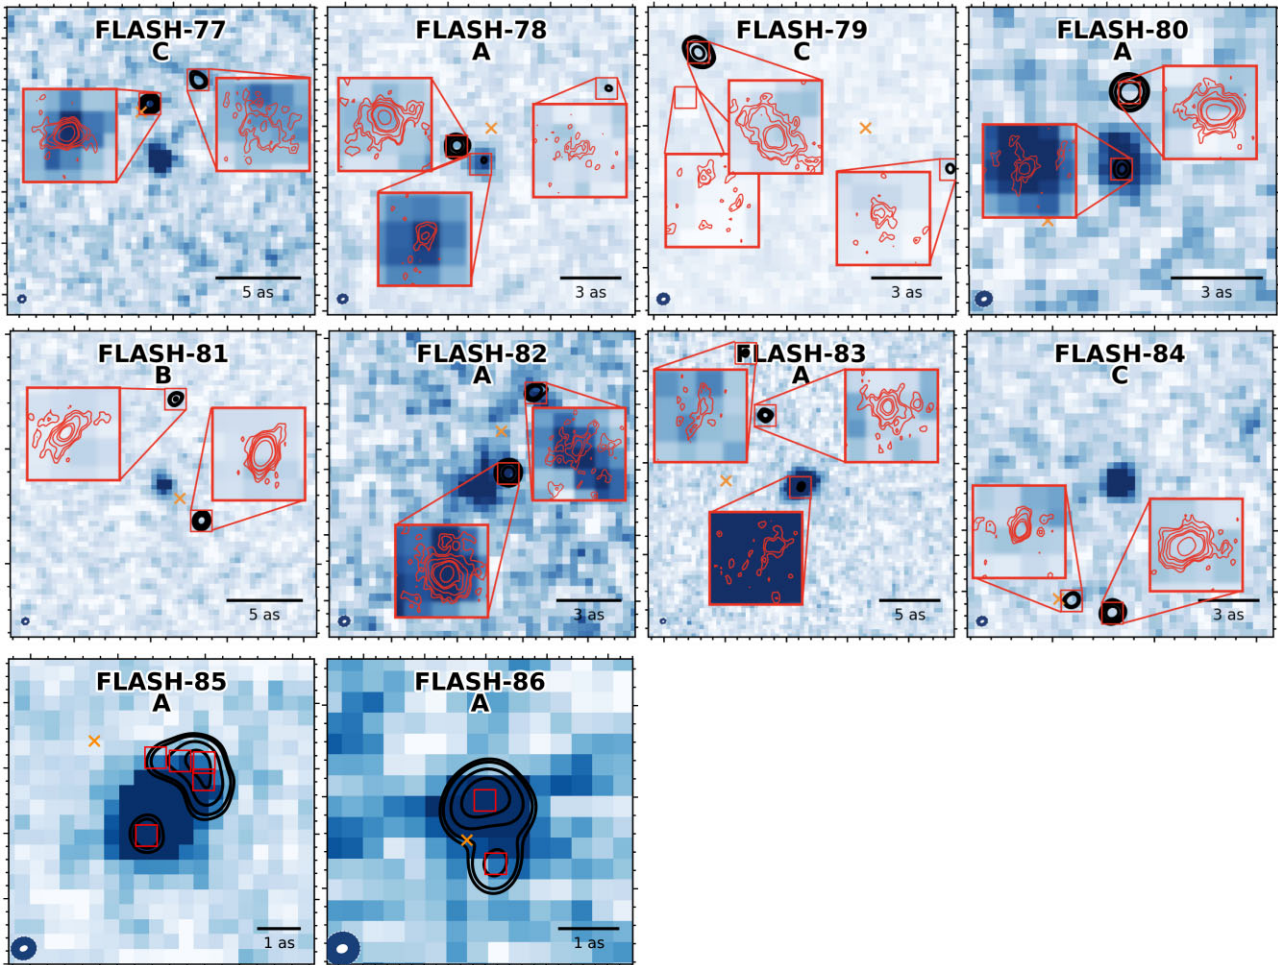 FLASH-77
C
5 as
FLASH-78
A
3 as
FLASH-79
C
3 as
FLASH-80
A
3 as
FLASH-81
B
5 as
FLASH-82
A
3 as
FLASH-83
A
5 as
FLASH-84
C
3 as
FLASH-85
A
1 as
FLASH-86
A
1 as